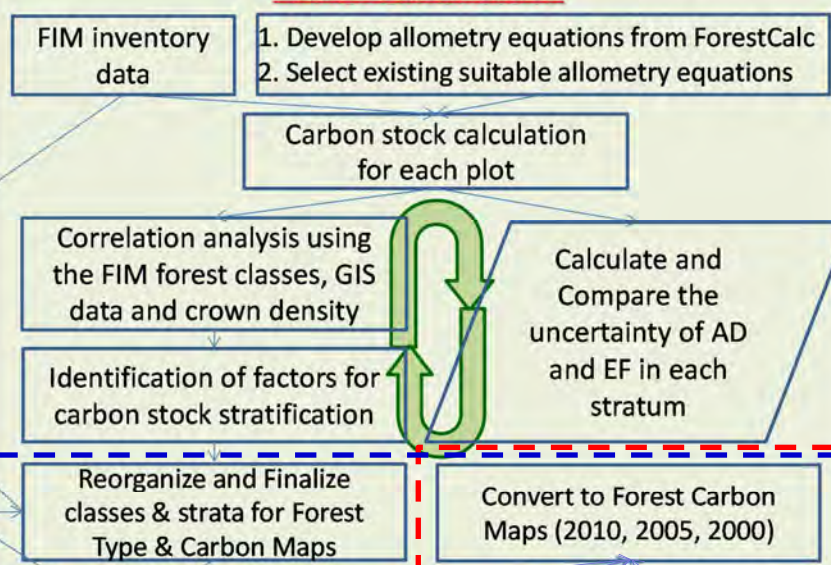 FIM inventory
data
1. Develop allometry equations from ForestCalc
2. Select existing suitable allometry equations
Carbon stock calculation
for each plot
Correlation analysis using
the FIM forest classes, GIS
data and crown density
Calculate and
Compare the
uncertainty of AD
and EF in each
stratum
Identification of factors for
carbon stock stratification
Reorganize and Finalize
classes & strata for Forest
Type & Carbon Maps
Convert to Forest Carbon
Maps (2010, 2005, 2000)